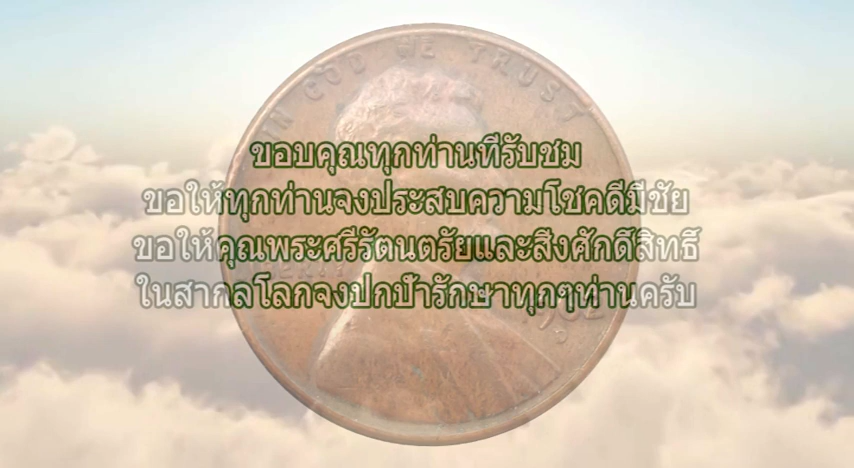 IN GOD WE TRUST
ขอบคุณทุกท่านที่รับชม
ขอให้ทุกท่านจงประสบความโชคดีมีชัย
ขอให้คุณพระศรีรัตนตรัยและสิ่งศักดิ์สิทธิ์
ในสากลโลกจงปกป้ารักษาทุกๆท่านครับ
D